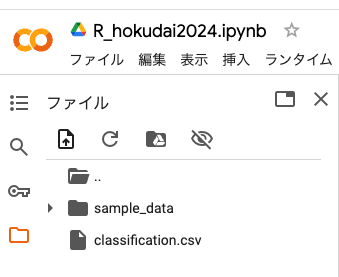 R_hokudai2024.ipynb
ファイル 編集 表示 挿入 ランタイム
ファイル
..
sample_data
classification.csv